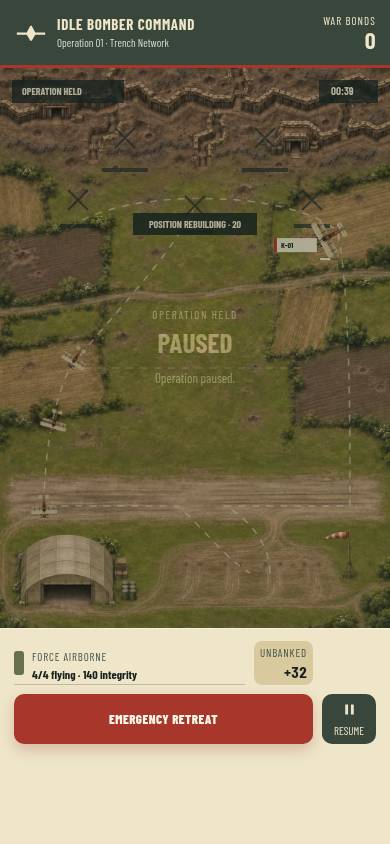 IDLE BOMBER COMMAND
Operation 01 · Trench Network
WAR BONDS
0
OPERATION HELD
00:39
POSITION REBUILDING · 20
K-01
OPERATION HELD
PAUSED
Operation paused.
FORCE AIRBORNE
4/4 flying · 140 integrity
UNBANKED
+32
EMERGENCY RETREAT
RESUME